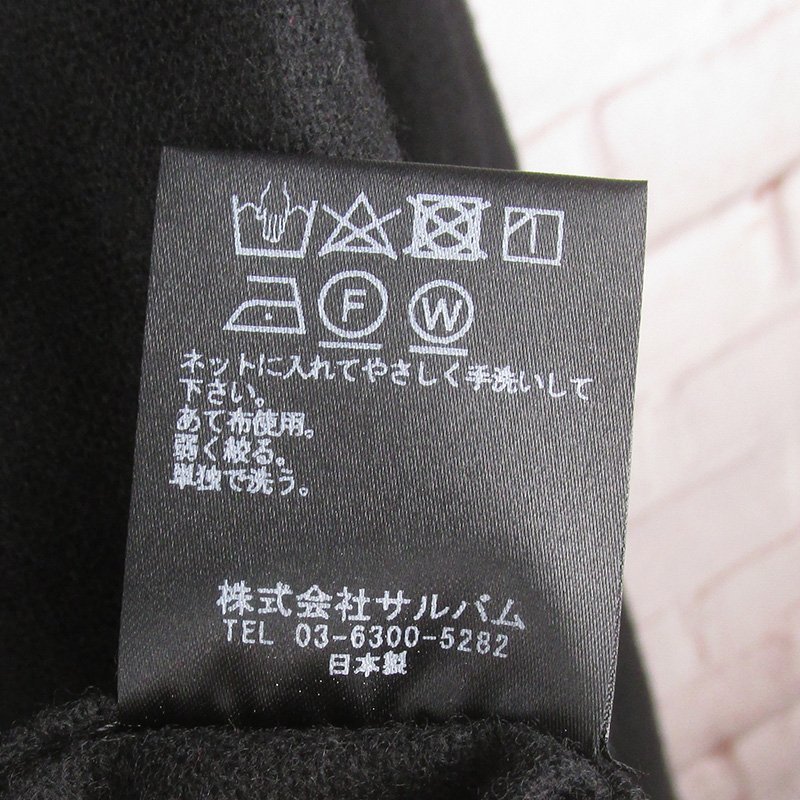 F W
ネットに入れてやさしく手洗いして
下さい。
あて布使用。
弱く絞る。
単独で洗う。
株式会社サルバム
TEL 03-6300-5282
日本製